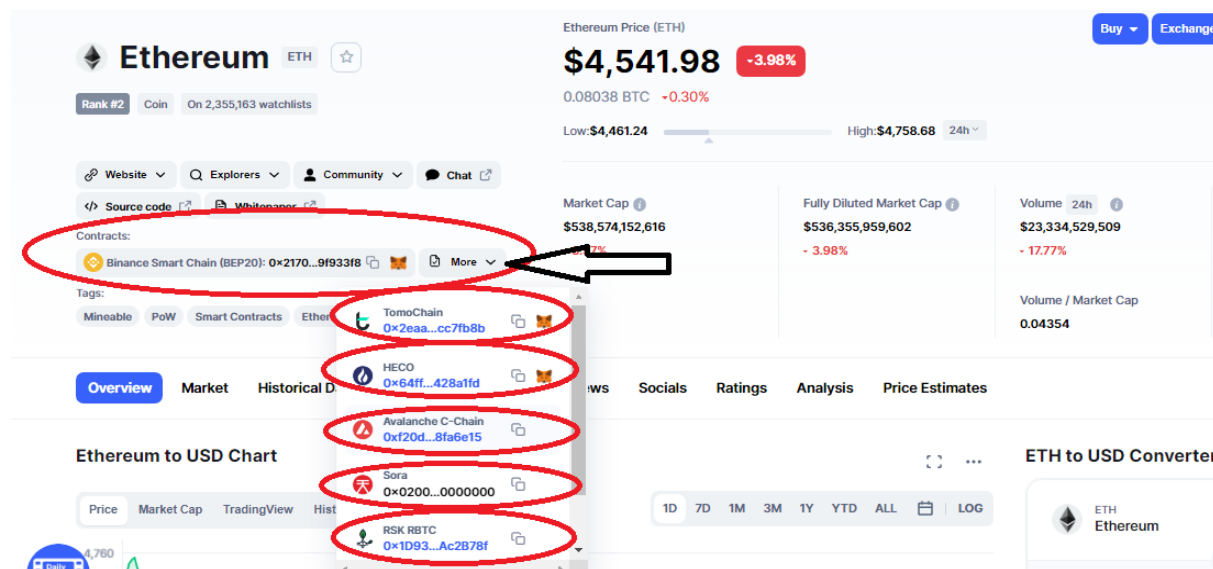 Ethereum ETH
Rank #2 Coin On 2,355,163 watchlists
Ethereum Price (ETH)
$4,541.98 -3.98%
0.08038 BTC -0.30%
Low:$4,461.24 High:$4,758.68 24h
Buy Exchange
Website Explorers Community Chat
Source code Whitepaper
Contracts:
Binance Smart Chain (BEP20): 0×2170...9f933f8 More
Tags:
Mineable PoW Smart Contracts Ether
TomoChain
0×2eaa...cc7fb8b
HECO
0×64ff...428a1fd
Avalanche C-Chain
0xf20d...8fa6e15
Sora
0×0200...0000000
RSK RBTC
0×1D93...Ac2B78f
Market Cap
$538,574,152,616
Fully Diluted Market Cap
$536,355,959,602
- 3.98%
Volume 24h
$23,334,529,509
- 17.77%
Volume / Market Cap
0.04354
Overview Market Historical D
ews Socials Ratings Analysis Price Estimates
Ethereum to USD Chart
Price Market Cap TradingView Hist
1D 7D 1M 3M 1Y YTD ALL LOG
4,760
Daily
ETH to USD Converter
ETH
Ethereum